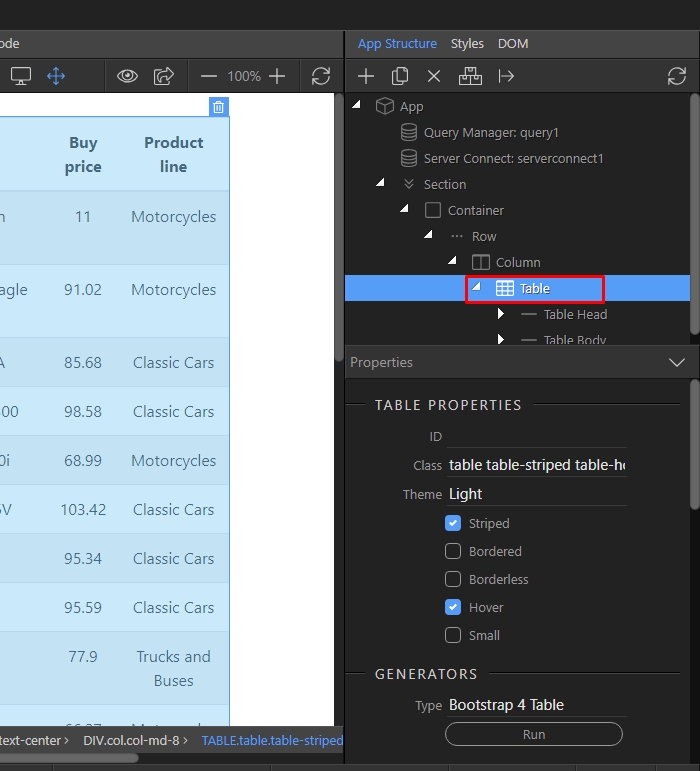 ode
App Structure Styles DOM
100%
App
Query Manager: query1
Server Connect: serverconnect1
Section
Container
Row
Column
Table
Table Head
Table Body
Buy price Product line
n 11 Motorcycles
agle 91.02 Motorcycles
A 85.68 Classic Cars
500 98.58 Classic Cars
0i 68.99 Motorcycles
5V 103.42 Classic Cars
95.34 Classic Cars
95.59 Classic Cars
77.9 Trucks and Buses
Properties
TABLE PROPERTIES
ID
Class table table-striped table-ho
Theme Light
Striped
Bordered
Borderless
Hover
Small
GENERATORS
Type Bootstrap 4 Table
Run
text-center › DIV.col.col-md-8 › TABLE.table.table-striped